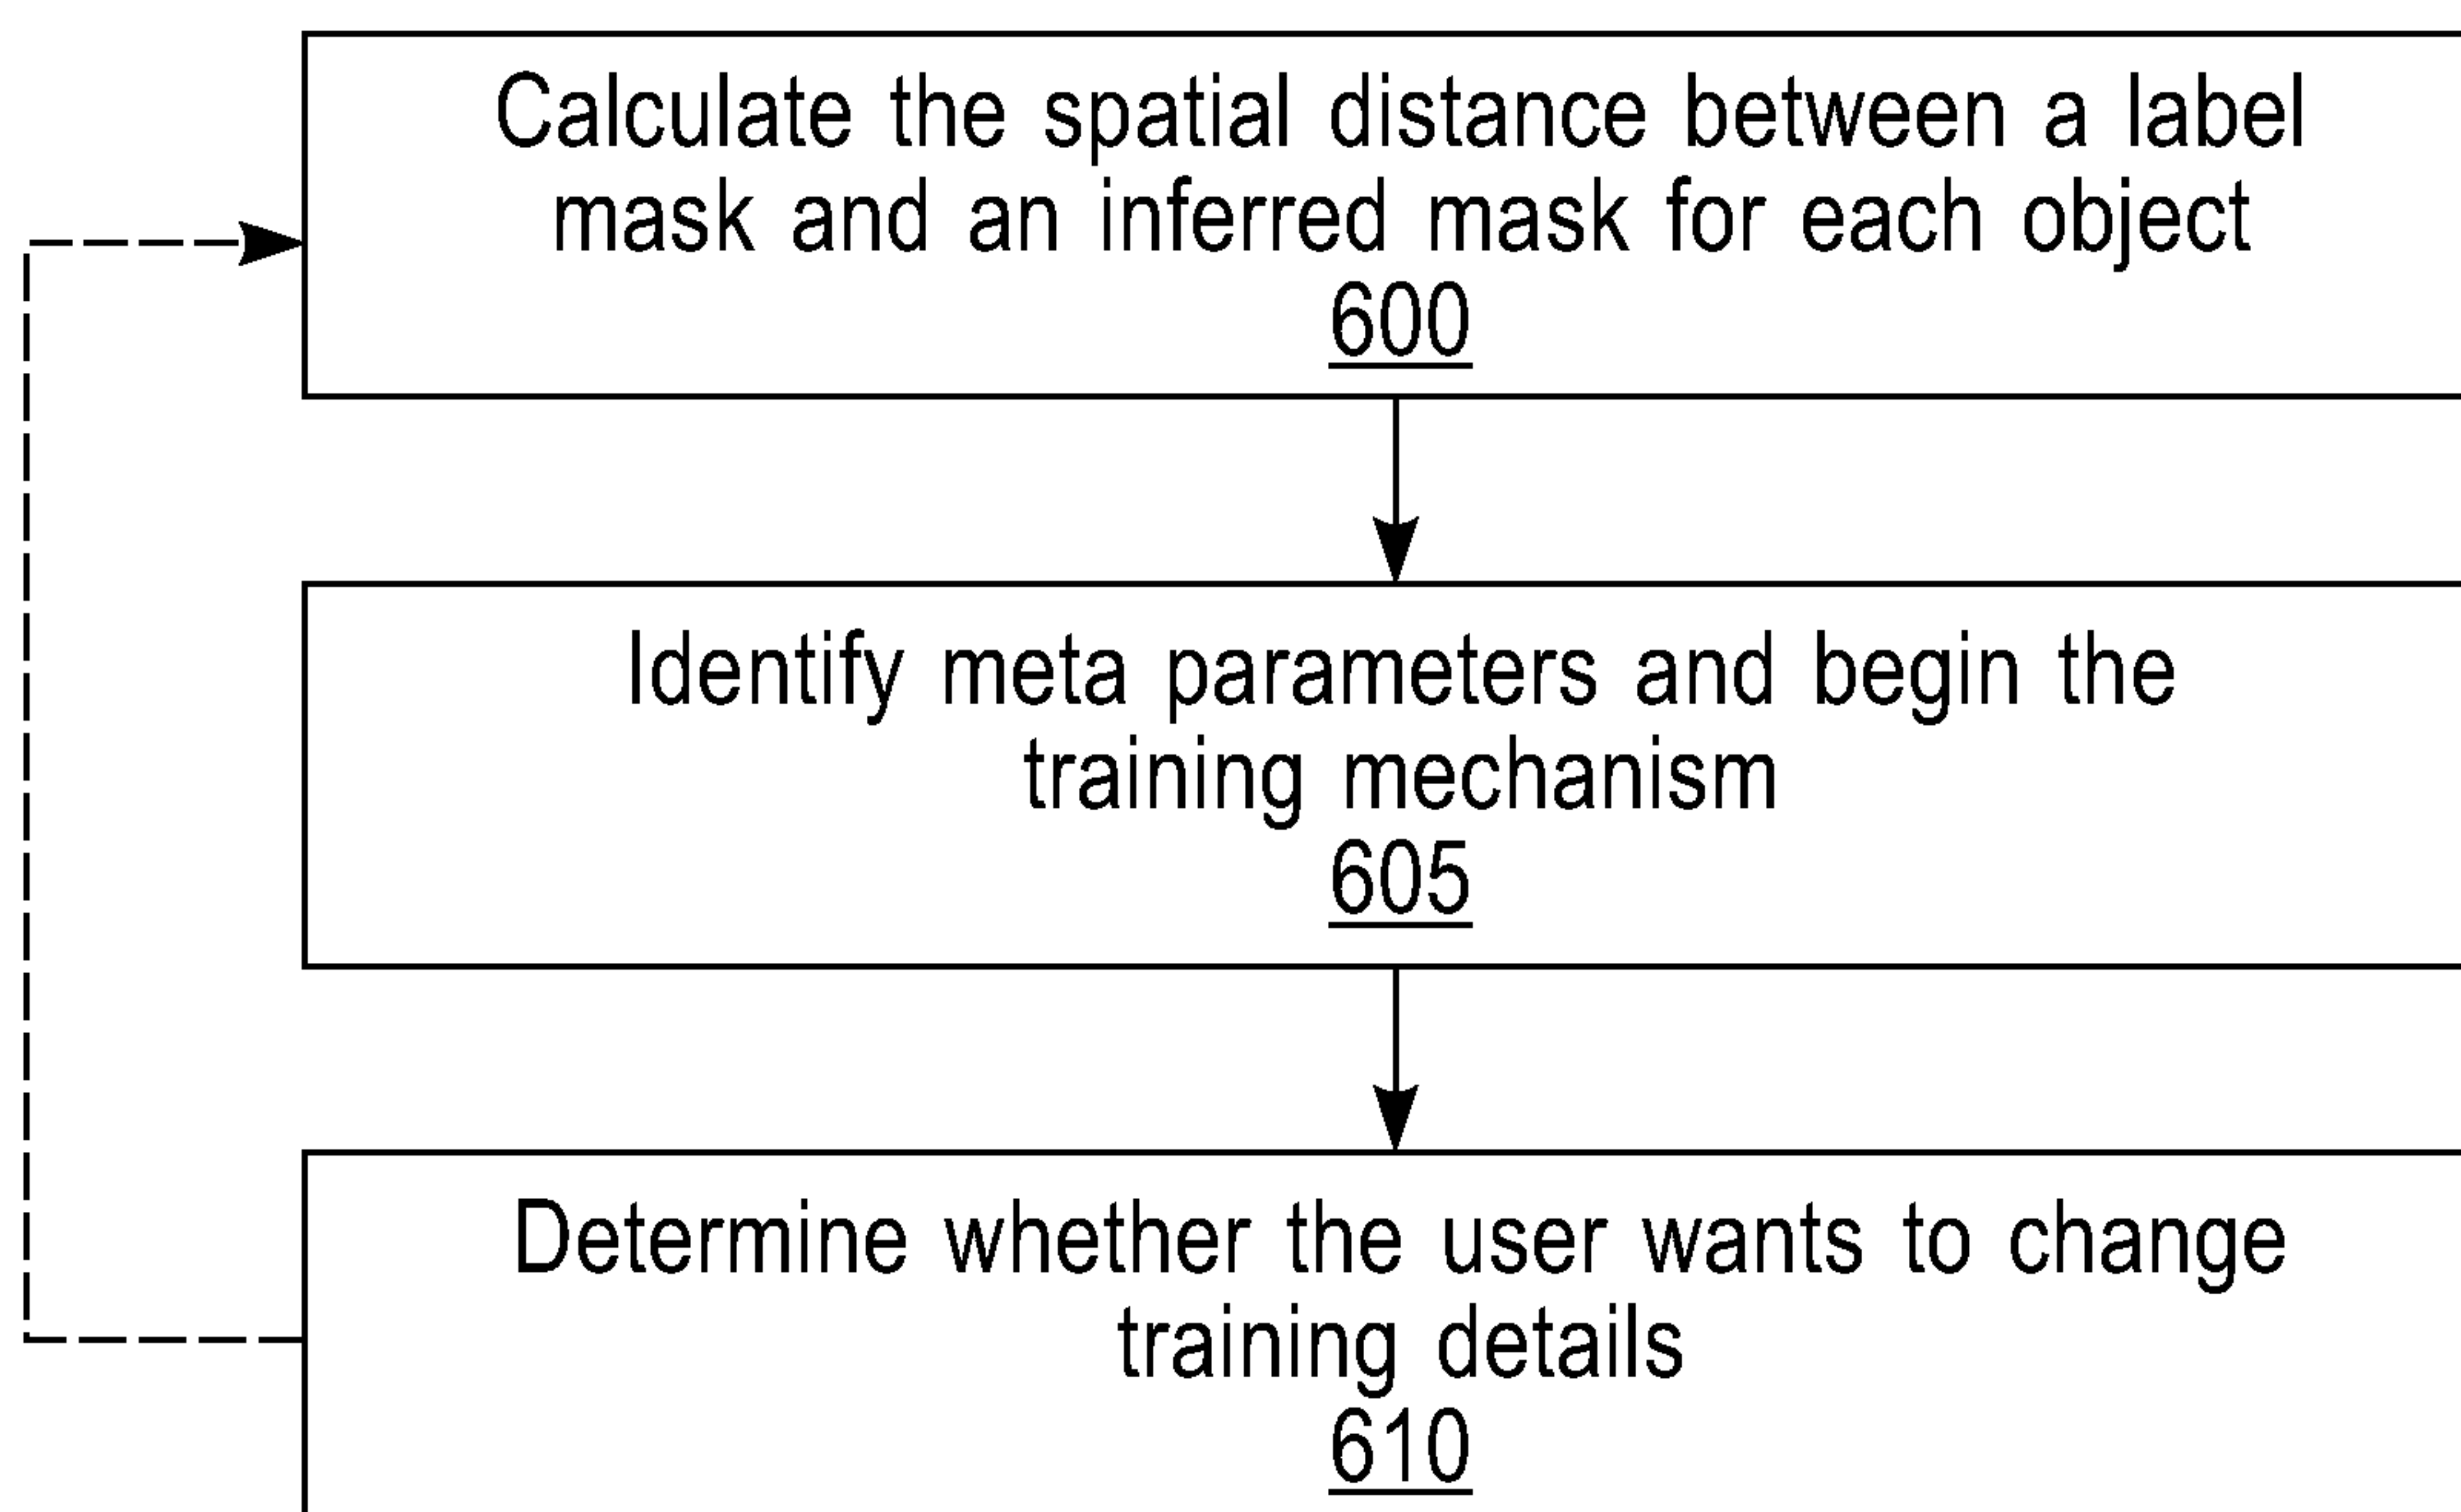 Calculate the spatial distance between a label
mask and an inferred mask for each object
600
Identify meta parameters and begin the
training mechanism
605
Determine whether the user wants to change
training details
610